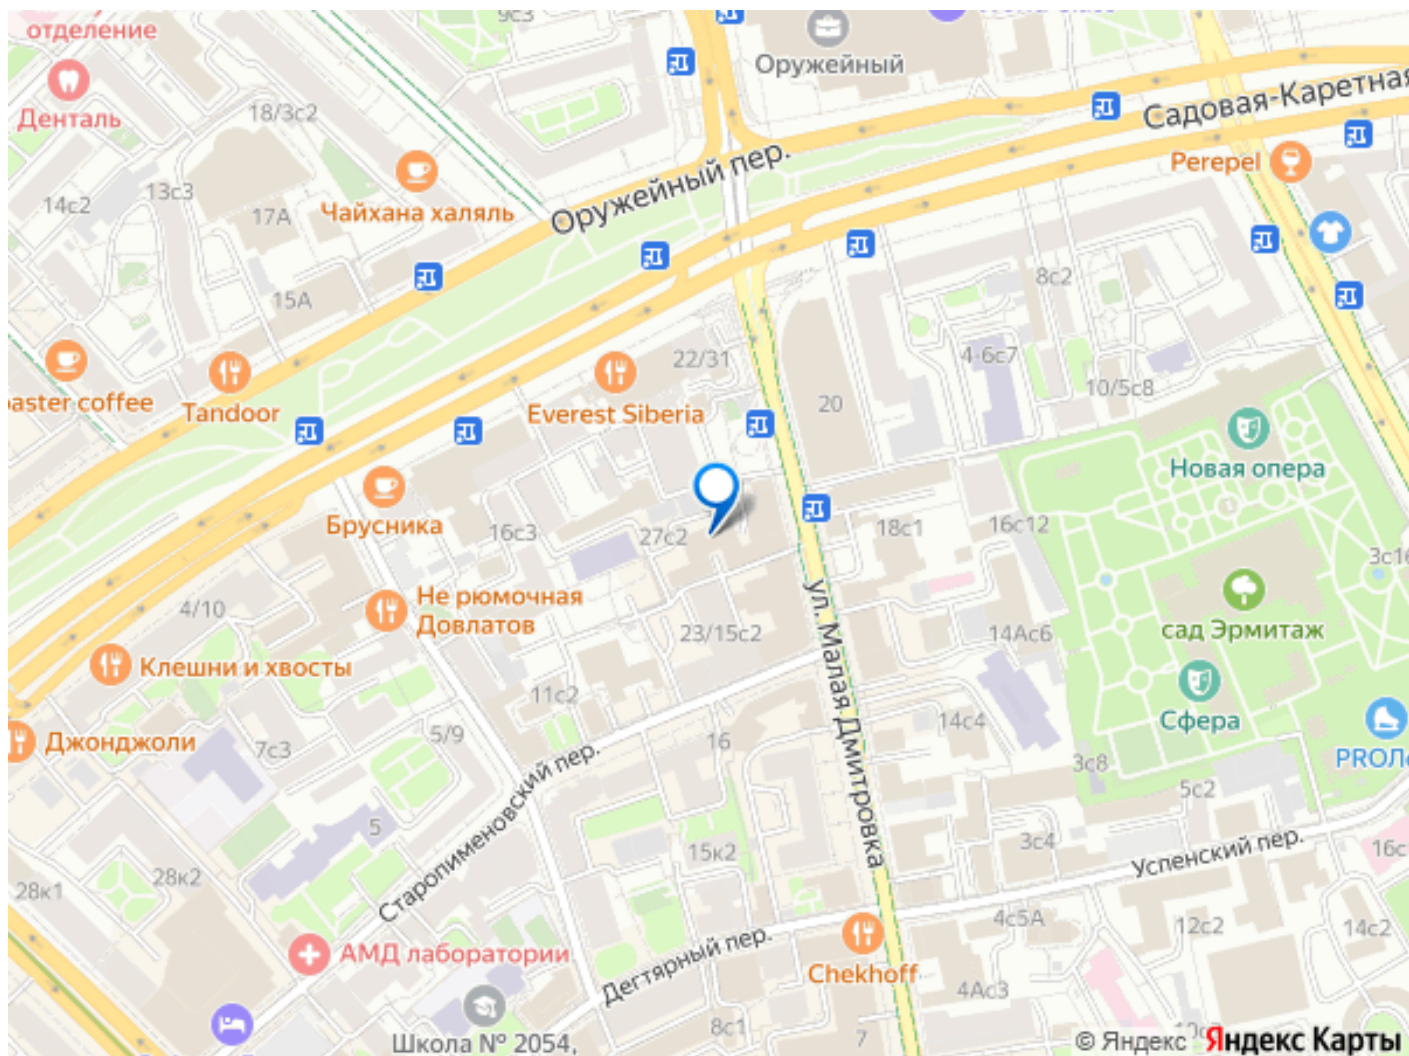 отделение
9с3
Оружейный
Садовая-Каретная
Денталь
18/3с2
Perepel
Оружейный пер.
13с3
14с2
17А
Чайхана халяль
8с2
15А
4-6с7
22/31
10/5с8
20
aster coffee
Tandoor
Everest Siberia
Новая опера
Брусника
16с3
27с2
18с1
16с12
3с16
4/10
Не рюмочная
Довлатов
ул. Малая Дмитровка
23/15с2
14Ас6
сад Эрмитаж
Клешни и хвосты
11с2
14с4
Сфера
Джонджоли
7с3
5/9
16
3с8
PROЛе
5с2
Старопименовский пер.
5
15к2
3с4
Успенский пер.
16с
28к1
28к2
4с5А
12с2
14с2
АМД лаборатории
Дегтярный пер.
Chekhoff
4Ас3
8с1
7
Школа № 2054,
© Яндекс Яндекс Карты